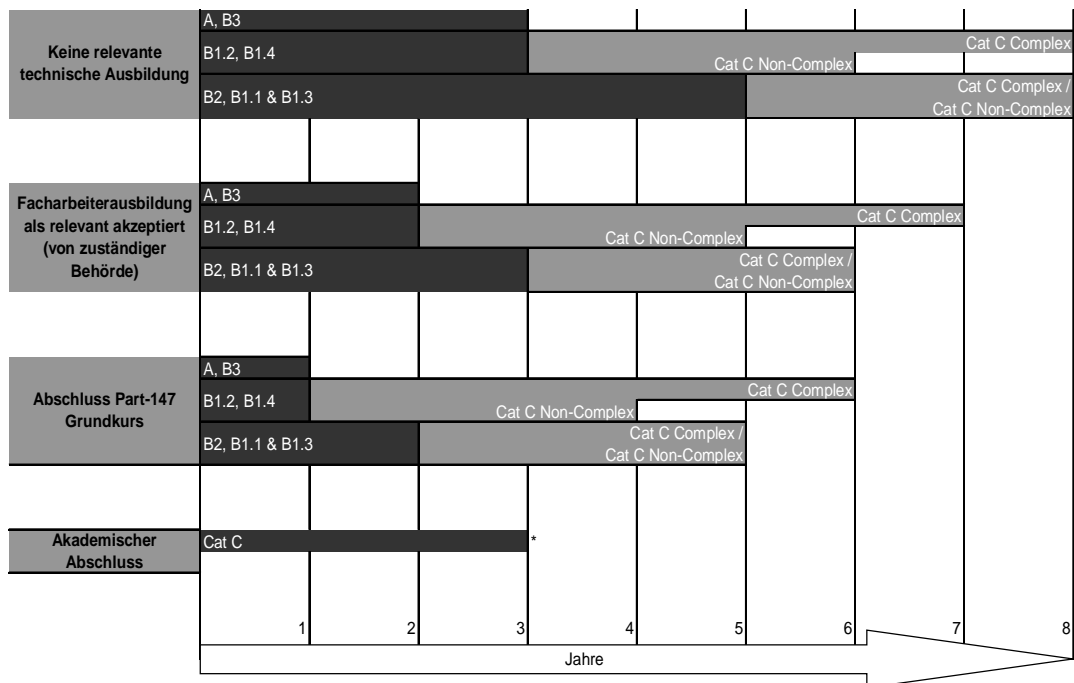 Keine relevante
technische Ausbildung
A, B3
B1.2, B1.4
Cat C Complex
Cat C Non-Complex
B2, B1.1 & B1.3
Cat C Complex /
Cat C Non-Complex
Facharbeiterausbildung
als relevant akzeptiert
(von zuständiger
Behörde)
A, B3
B1.2, B1.4
Cat C Complex
Cat C Non-Complex
B2, B1.1 & B1.3
Cat C Complex /
Cat C Non-Complex
Abschluss Part-147
Grundkurs
A, B3
B1.2, B1.4
Cat C Complex
Cat C Non-Complex
B2, B1.1 & B1.3
Cat C Complex /
Cat C Non-Complex
Akademischer
Abschluss
Cat C *
1 2 3 4 5 6 7 8
Jahre